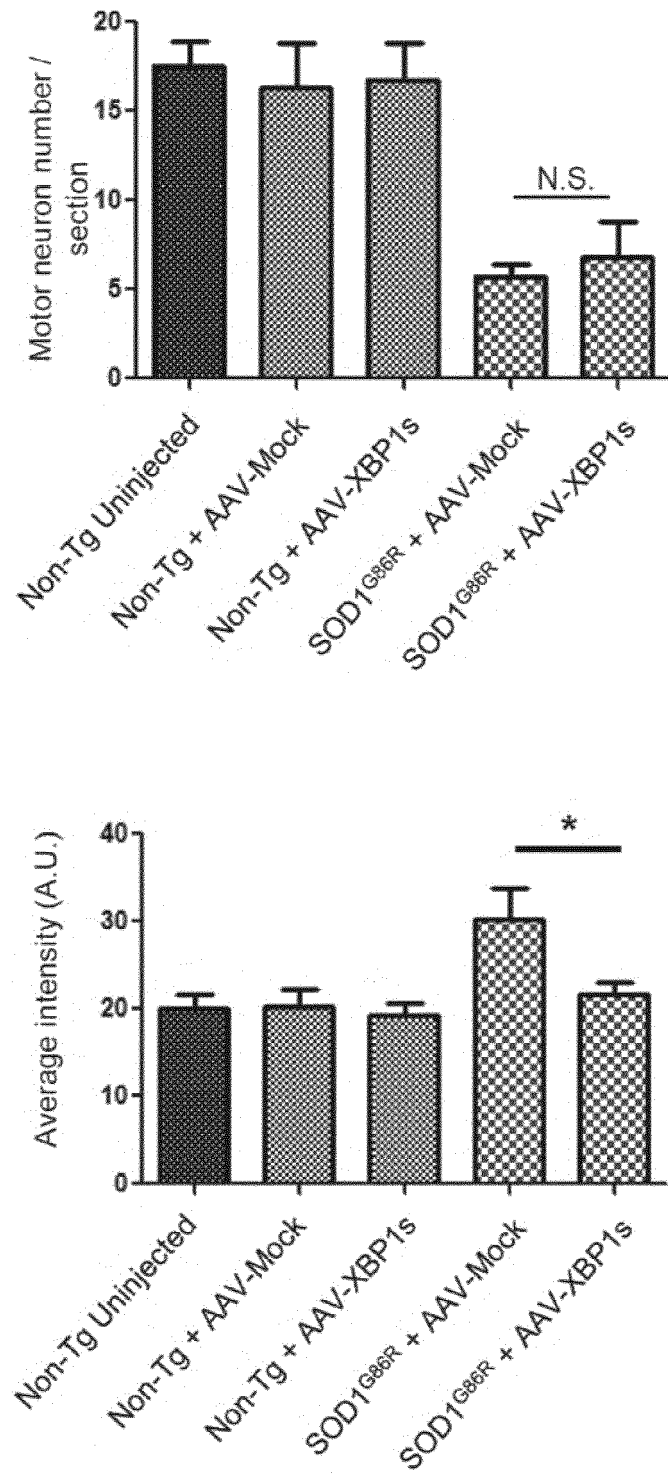 Motor neuron number /
section
20
15
10
5
0
N.S.
Non-Tg Uninjected
Non-Tg + AAV-Mock
Non-Tg + AAV-XBP1s
SOD1G86R + AAV-Mock
SOD1G86R + AAV-XBP1s
Average intensity (A.U.)
40
30
20
10
0
*
Non-Tg Uninjected
Non-Tg + AAV-Mock
Non-Tg + AAV-XBP1s
SOD1G86R + AAV-Mock
SOD1G86R + AAV-XBP1s